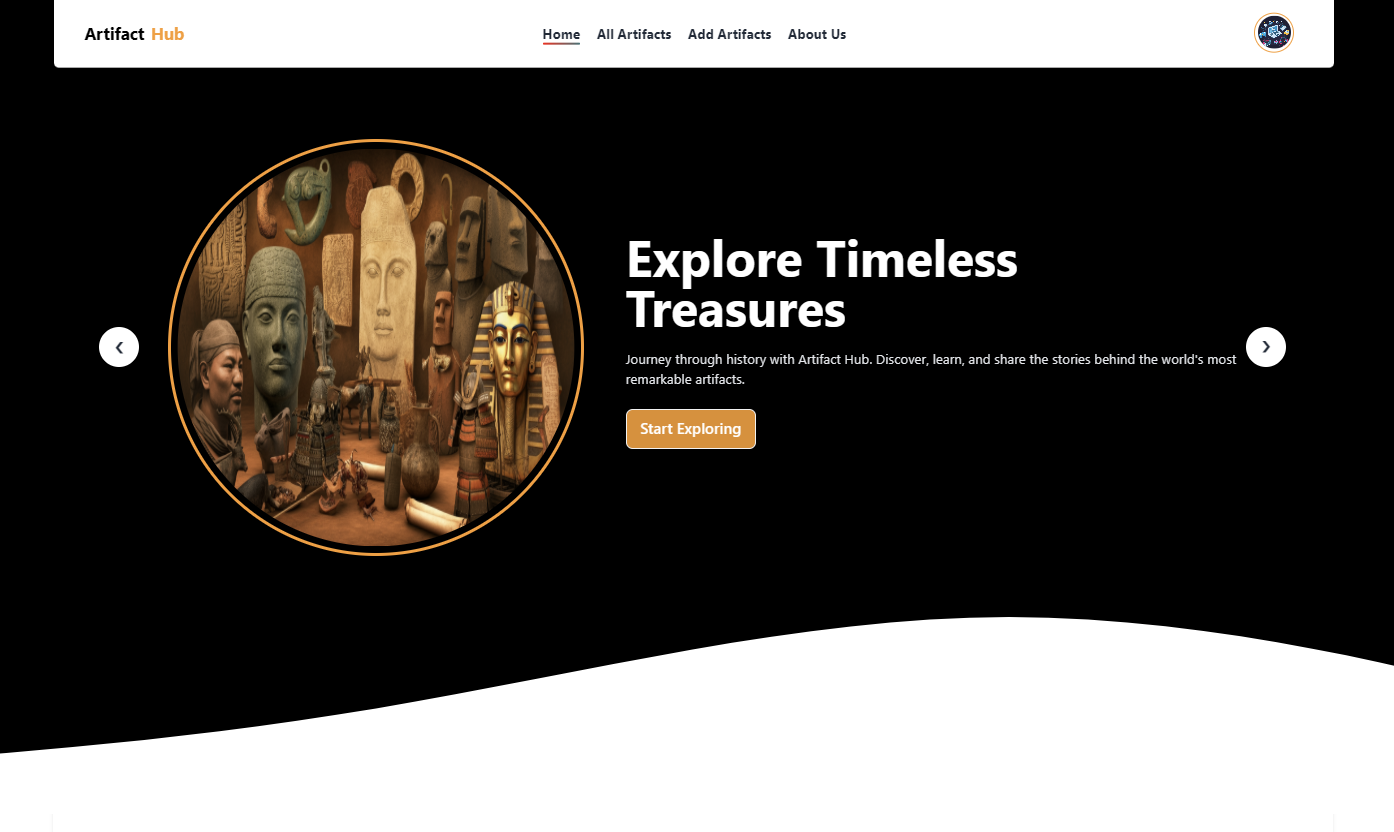 Artifact Hub
Home All Artifacts Add Artifacts About Us
Explore Timeless
Treasures
Journey through history with Artifact Hub. Discover, learn, and share the stories behind the world's most
remarkable artifacts.
Start Exploring